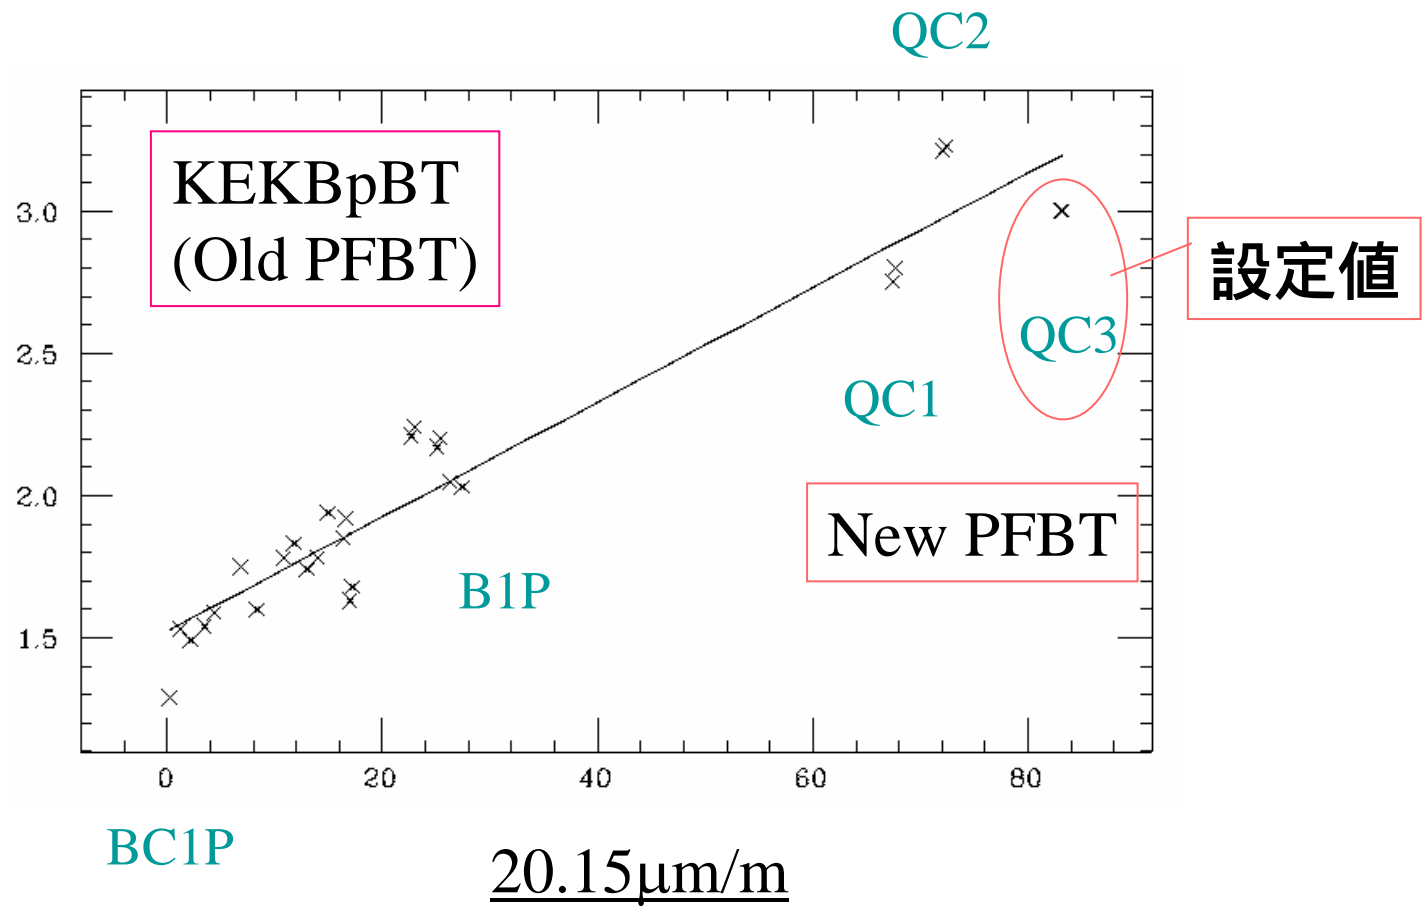 QC2
KEKBpBT
(Old PFBT)
3.0
設定値
QC3
2.5
QC1
2.0
New PFBT
B1P
1.5
0 20 40 60 80
BC1P
20.15μm/m